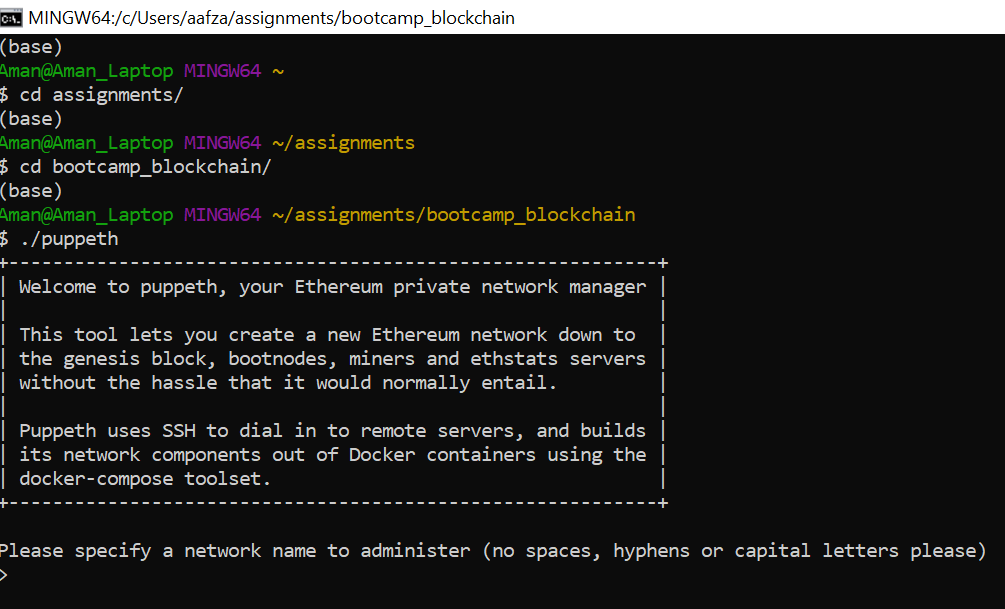 MINGW64:/c/Users/aafza/assignments/bootcamp_blockchain
(base)
Aman@Aman_Laptop MINGW64 ~
$ cd assignments/
(base)
Aman@Aman_Laptop MINGW64 ~/assignments
$ cd bootcamp_blockchain/
(base)
Aman@Aman_Laptop MINGW64 ~/assignments/bootcamp_blockchain
$ ./puppeth
+-----------------------------------------------------------+
| Welcome to puppeth, your Ethereum private network manager |
|                                                           |
| This tool lets you create a new Ethereum network down to  |
| the genesis block, bootnodes, miners and ethstats servers |
| without the hassle that it would normally entail.         |
|                                                           |
| Puppeth uses SSH to dial in to remote servers, and builds |
| its network components out of Docker containers using the |
| docker-compose toolset.                                   |
+-----------------------------------------------------------+
Please specify a network name to administer (no spaces, hyphens or capital letters please)
>